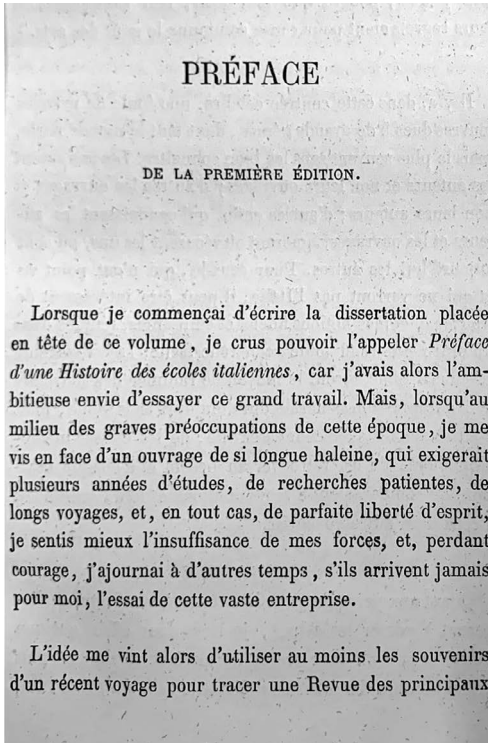 PRÉFACE
DE LA PREMIÈRE ÉDITION.
Lorsque je commençai d'écrire la dissertation placée
en tête de ce volume, je crus pouvoir l'appeler Préface
d'une Histoire des écoles italiennes, car j'avais alors l'am-
bitieuse envie d'essayer ce grand travail. Mais, lorsqu'au
milieu des graves préoccupations de cette époque, je me
vis en face d'un ouvrage de si longue haleine, qui exigerait
plusieurs années d'études, de recherches patientes, de
longs voyages, et, en tout cas, de parfaite liberté d'esprit,
je sentis mieux l'insuffisance de mes forces, et, perdant
courage, j'ajournai à d'autres temps, s'ils arrivent jamais
pour moi, l'essai de cette vaste entreprise.
L'idée me vint alors d'utiliser au moins les souvenirs
d'un récent voyage pour tracer une Revue des principaux